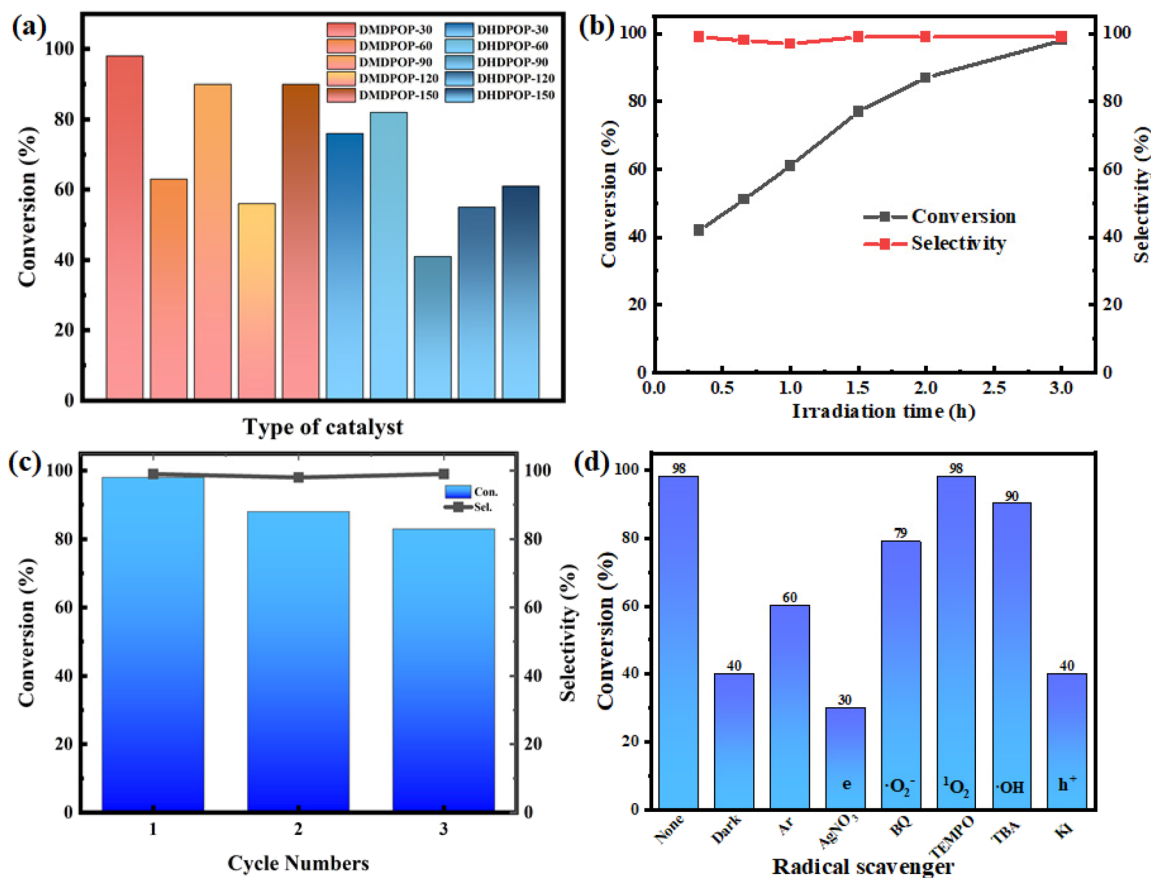 (a)
DMDPOP-30 DHDPOP-30
DMDPOP-60 DHDPOP-60
DMDPOP-90 DHDPOP-90
DMDPOP-120 DHDPOP-120
DMDPOP-150 DHDPOP-150
100
80
60
40
20
0
Conversion (%)
Type of catalyst
(b)
100 100
80 80
60 60
40 40
20 20
0 0
Conversion (%)
Selectivity (%)
Conversion
Selectivity
0.0 0.5 1.0 1.5 2.0 2.5 3.0
Irradiation time (h)
(c)
100 100
80 80
60 60
40 40
20 20
0 0
Conversion (%)
Selectivity (%)
Con.
Sel.
1 2 3
Cycle Numbers
(d)
100
80
60
40
20
0
Conversion (%)
98 40 60 30 79 98 90 40
e ·O₂⁻ ¹O₂ ·OH h⁺
None Dark Ar AgNO₃ BQ TEMPO TBA KI
Radical scavenger